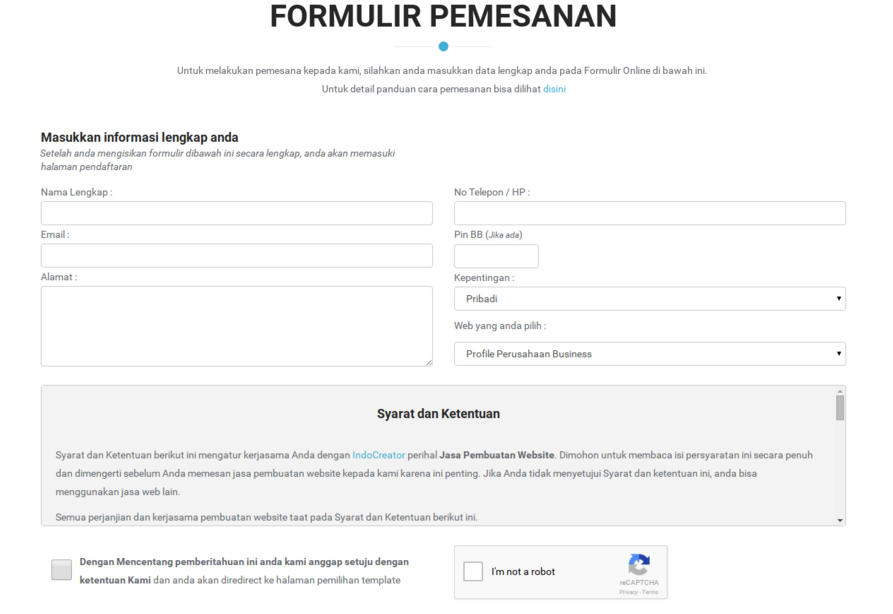 FORMULIR PEMESANAN
Untuk melakukan pemesana kepada kami, silahkan anda masukkan data lengkap anda pada Formulir Online di bawah ini.
Untuk detail panduan cara pemesanan bisa dilihat disini
Masukkan informasi lengkap anda
Setelah anda mengisikan formulir dibawah ini secara lengkap, anda akan memasuki
halaman pendaftaran
Nama Lengkap :
No Telepon / HP :
Email :
Pin BB (Jika ada)
Alamat :
Kepentingan :
Pribadi
Web yang anda pilih :
Profile Perusahaan Business
Syarat dan Ketentuan
Syarat dan Ketentuan berikut ini mengatur kerjasama Anda dengan IndoCreator perihal Jasa Pembuatan Website. Dimohon untuk membaca isi persyaratan ini secara penuh
dan dimengerti sebelum Anda memesan jasa pembuatan website kepada kami karena ini penting. Jika Anda tidak menyetujui Syarat dan ketentuan ini, anda bisa
menggunakan jasa web lain.
Semua perjanjian dan kerjasama pembuatan website taat pada Syarat dan Ketentuan berikut ini.
Dengan Mencentang pemberitahuan ini anda kami anggap setuju dengan
ketentuan Kami dan anda akan diredirect ke halaman pemilihan template
I'm not a robot
reCAPTCHA
Privacy - Terms